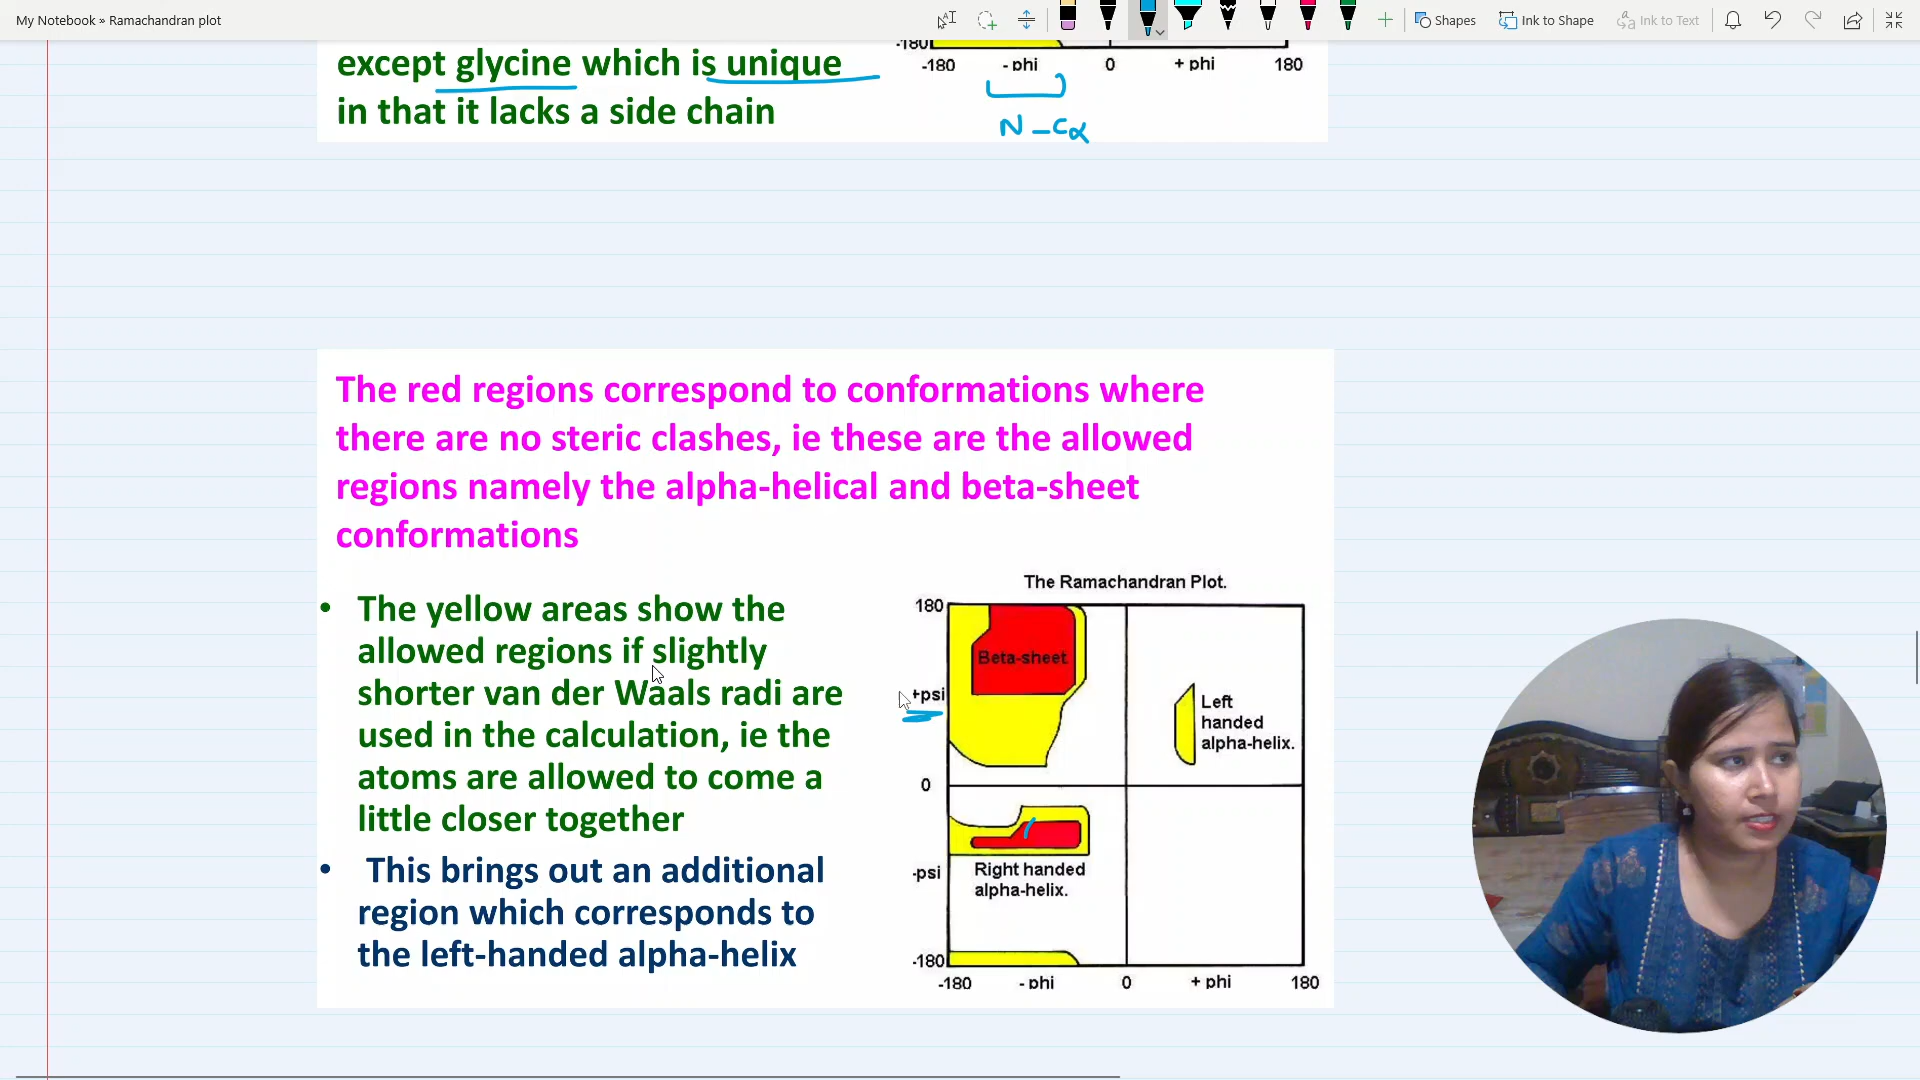 My Notebook » Ramachandran plot
Shapes
Ink to Shape
Ink to Text
except glycine which is unique
in that it lacks a side chain
-180
-180 - phi 0 + phi 180
N-Cα
The red regions correspond to conformations where
there are no steric clashes, ie these are the allowed
regions namely the alpha-helical and beta-sheet
conformations
• The yellow areas show the
allowed regions if slightly
shorter van der Waals radi are
used in the calculation, ie the
atoms are allowed to come a
little closer together
• This brings out an additional
region which corresponds to
the left-handed alpha-helix
The Ramachandran Plot.
180
Beta-sheet
+psi
Left
handed
alpha-helix.
0
-psi
Right handed
alpha-helix.
-180
-180 - phi 0 + phi 180